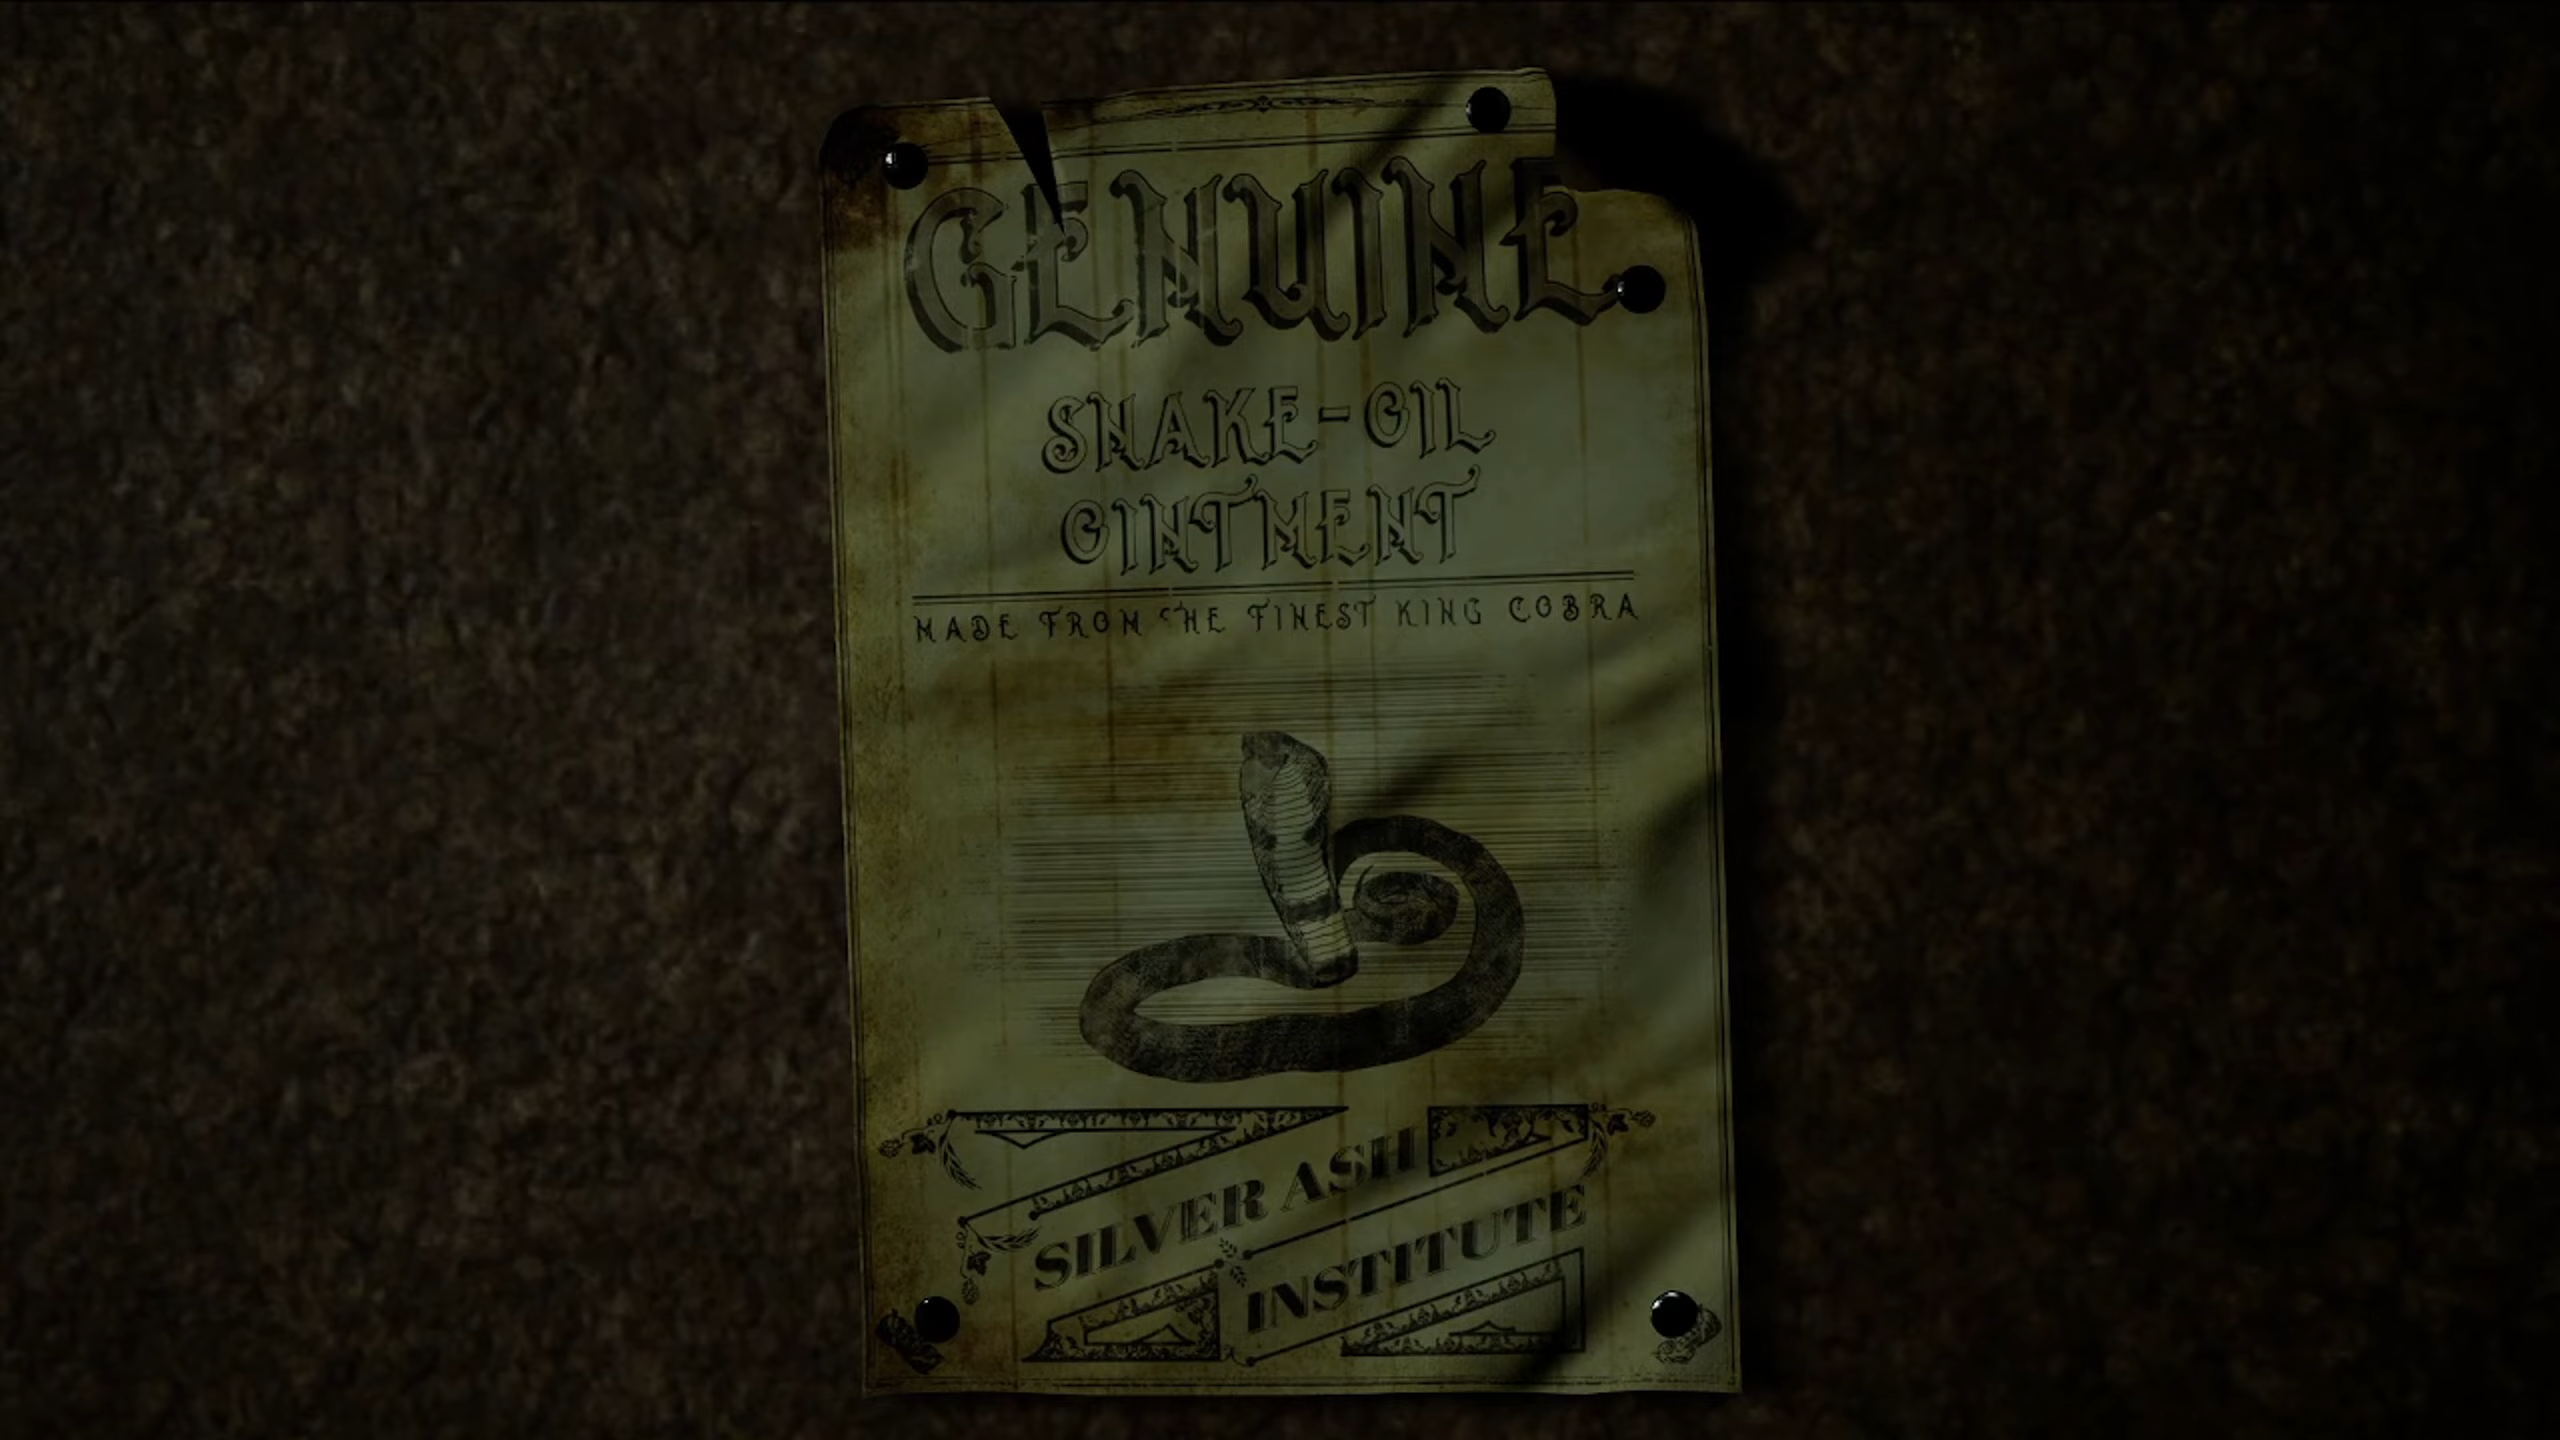 GENUINE
SNAKE-OIL
OINTMENT
MADE FROM THE FINEST KING COBRA
SILVER ASH
INSTITUTE